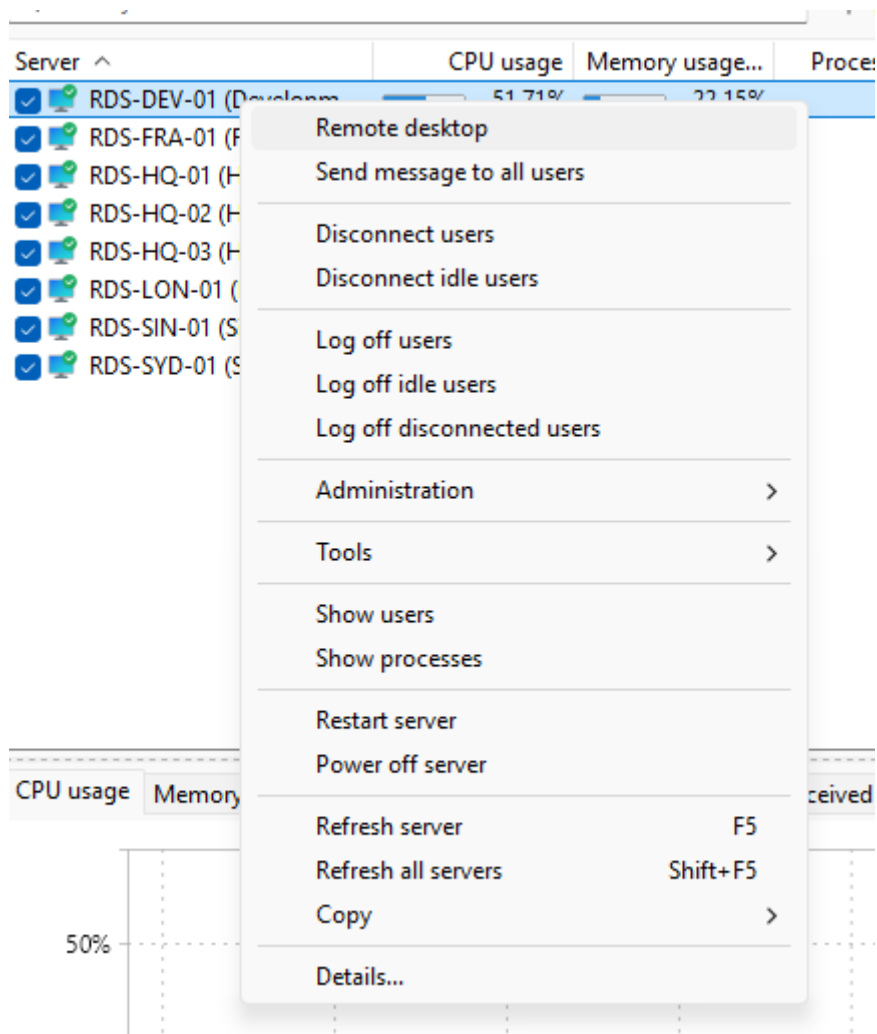 Server CPU usage Memory usage...
RDS-DEV-01 51.71% 22.15%
RDS-FRA-01
RDS-HQ-01
RDS-HQ-02
RDS-HQ-03
RDS-LON-01
RDS-SIN-01
RDS-SYD-01
Remote desktop
Send message to all users
Disconnect users
Disconnect idle users
Log off users
Log off idle users
Log off disconnected users
Administration
Tools
Show users
Show processes
Restart server
Power off server
Refresh server F5
Refresh all servers Shift+F5
Copy
Details...
CPU usage Memory
50%